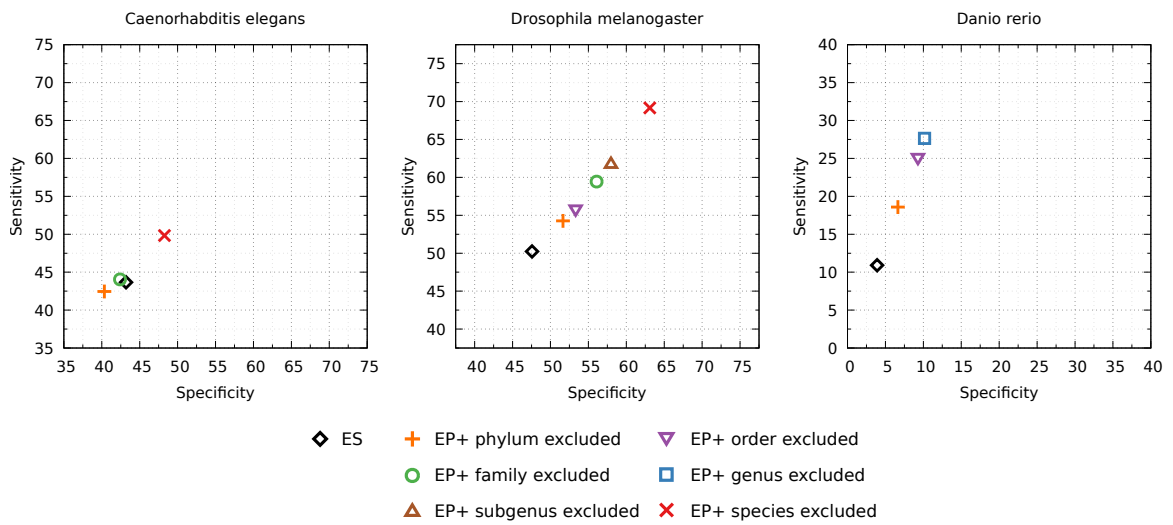 Caenorhabditis elegans
Drosophila melanogaster
Danio rerio
Sensitivity
75
70
65
60
55
50
45
40
35
35 40 45 50 55 60 65 70 75
Specificity
Sensitivity
75
70
65
60
55
50
45
40
40 45 50 55 60 65 70 75
Specificity
Sensitivity
40
35
30
25
20
15
10
5
0
0 5 10 15 20 25 30 35 40
Specificity
ES
EP+ phylum excluded
EP+ order excluded
EP+ family excluded
EP+ genus excluded
EP+ subgenus excluded
EP+ species excluded